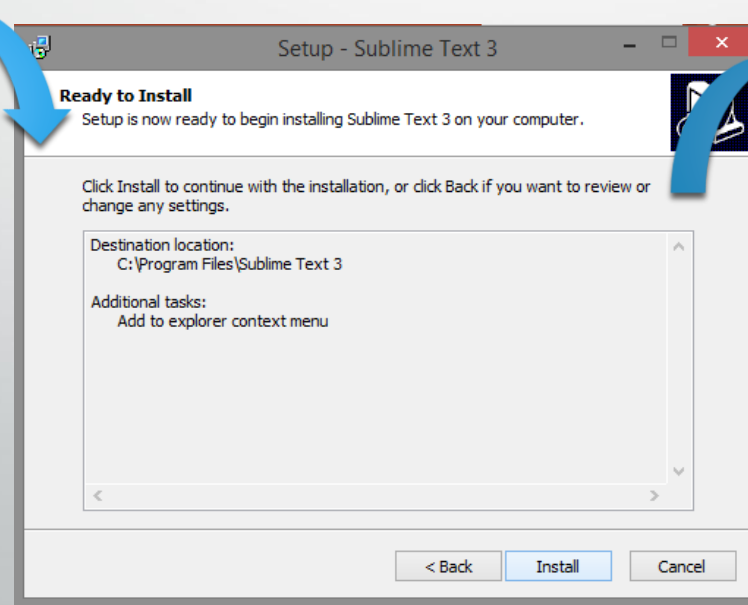 Setup - Sublime Text 3
Ready to Install
Setup is now ready to begin installing Sublime Text 3 on your computer.
Click Install to continue with the installation, or click Back if you want to review or
change any settings.
Destination location:
C:\Program Files\Sublime Text 3
Additional tasks:
Add to explorer context menu
< Back
Install
Cancel